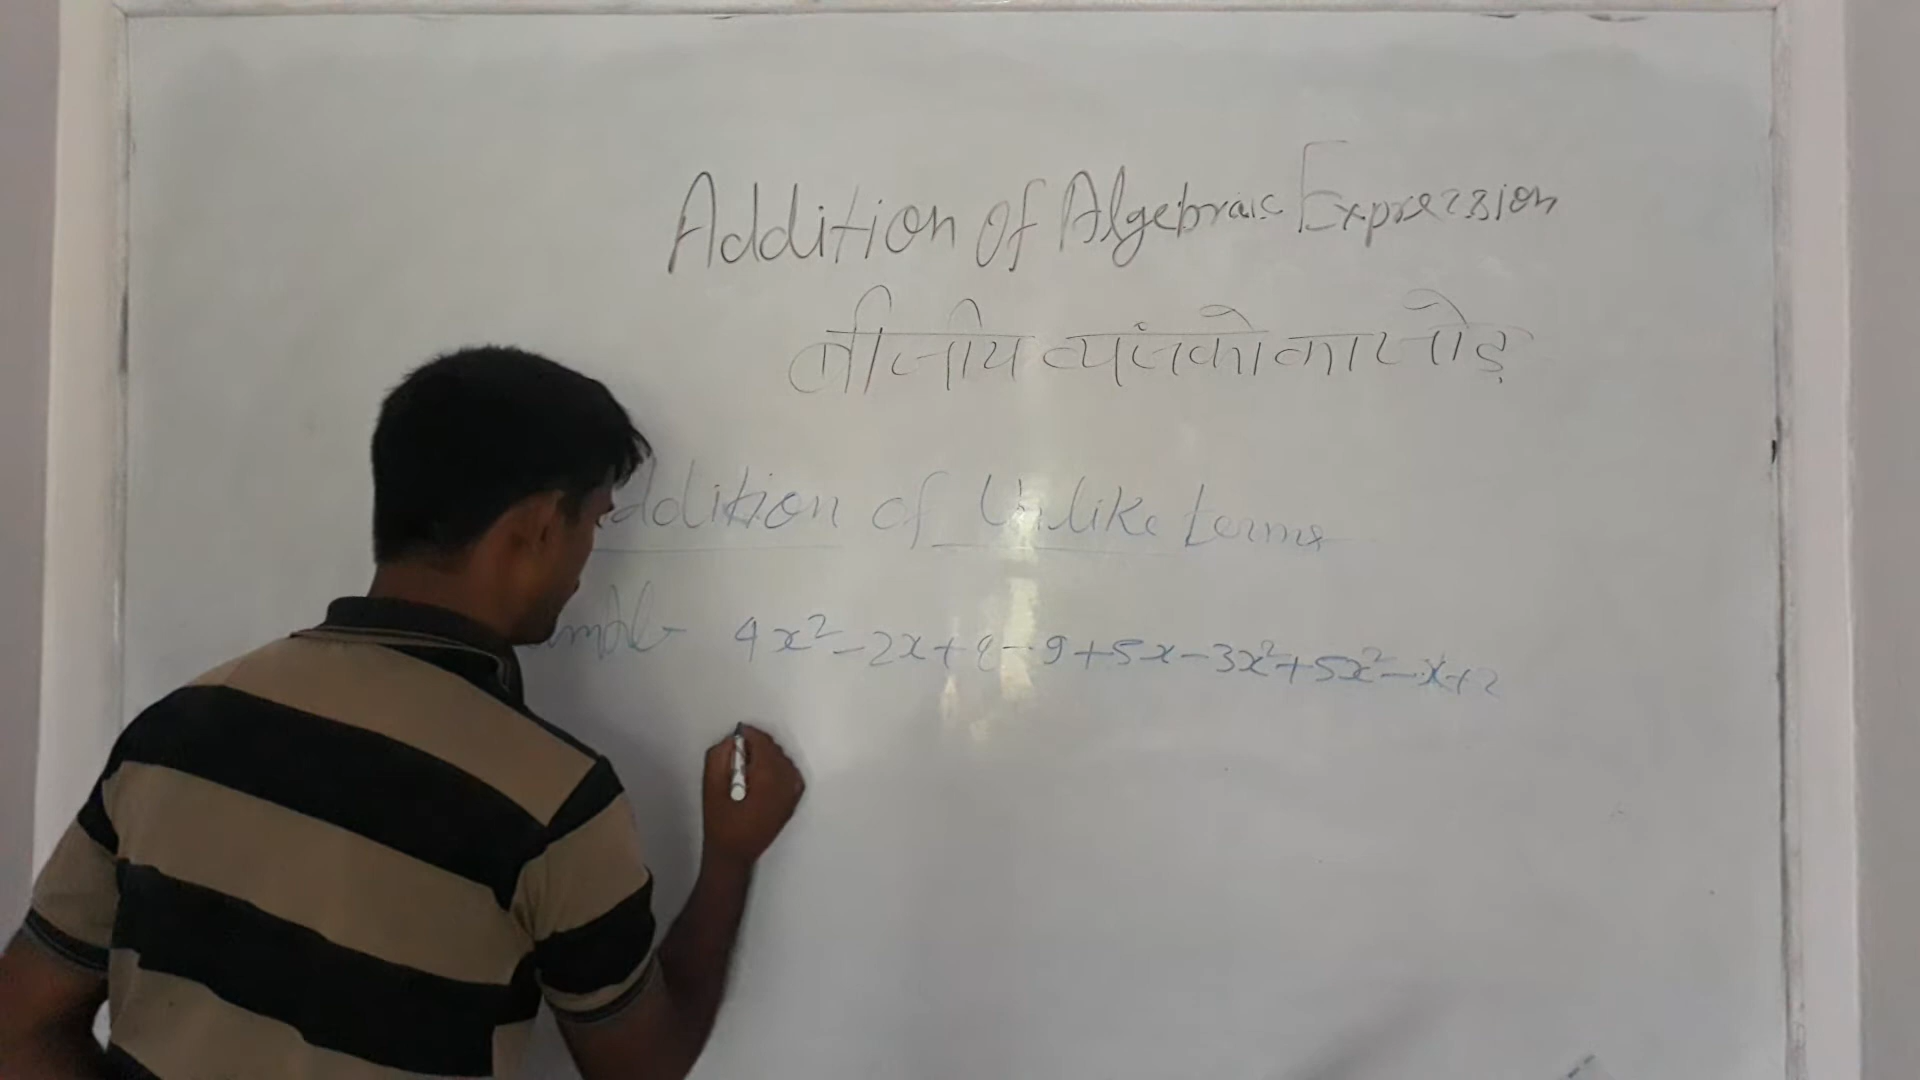 Addition of Algebraic Expression
बीजीय व्यंजको का जोड़
ddition of Unlike terms
4x²-2x+8-9+5x-3x²+5x²-x+2